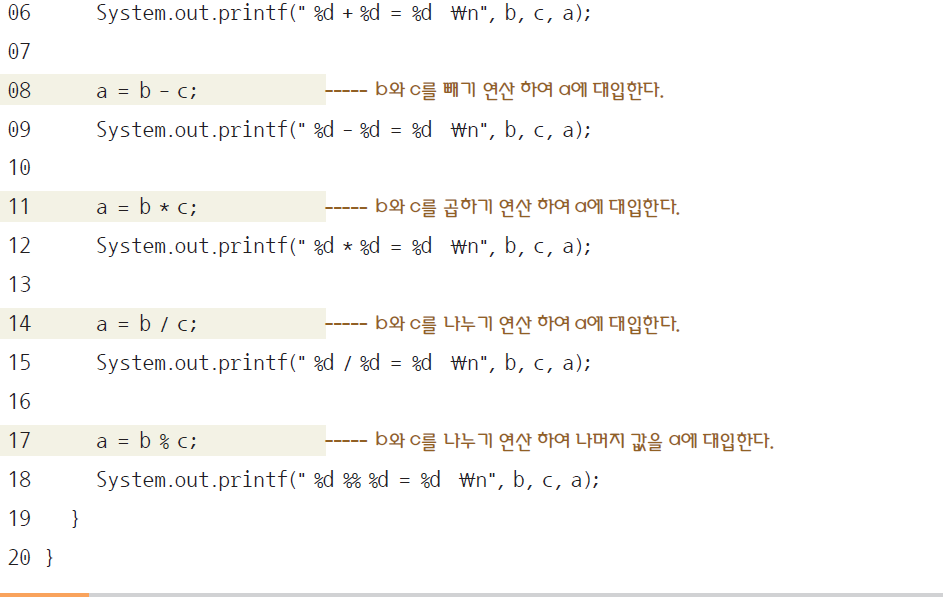 06 System.out.printf(" %d + %d = %d ₩n", b, c, a);
07
08 a = b - c; ----- b와 c를 빼기 연산 하여 a에 대입한다.
09 System.out.printf(" %d - %d = %d ₩n", b, c, a);
10
11 a = b * c; ----- b와 c를 곱하기 연산 하여 a에 대입한다.
12 System.out.printf(" %d * %d = %d ₩n", b, c, a);
13
14 a = b / c; ----- b와 c를 나누기 연산 하여 a에 대입한다.
15 System.out.printf(" %d / %d = %d ₩n", b, c, a);
16
17 a = b % c; ----- b와 c를 나누기 연산 하여 나머지 값을 a에 대입한다.
18 System.out.printf(" %d %% %d = %d ₩n", b, c, a);
19 }
20 }